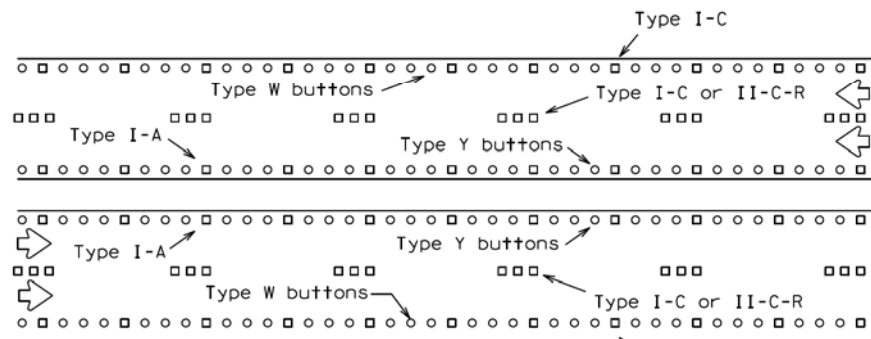 Type I-C
Type W buttons
Type I-C or II-C-R
Type I-A
Type Y buttons
Type I-A
Type Y buttons
Type W buttons
Type I-C or II-C-R